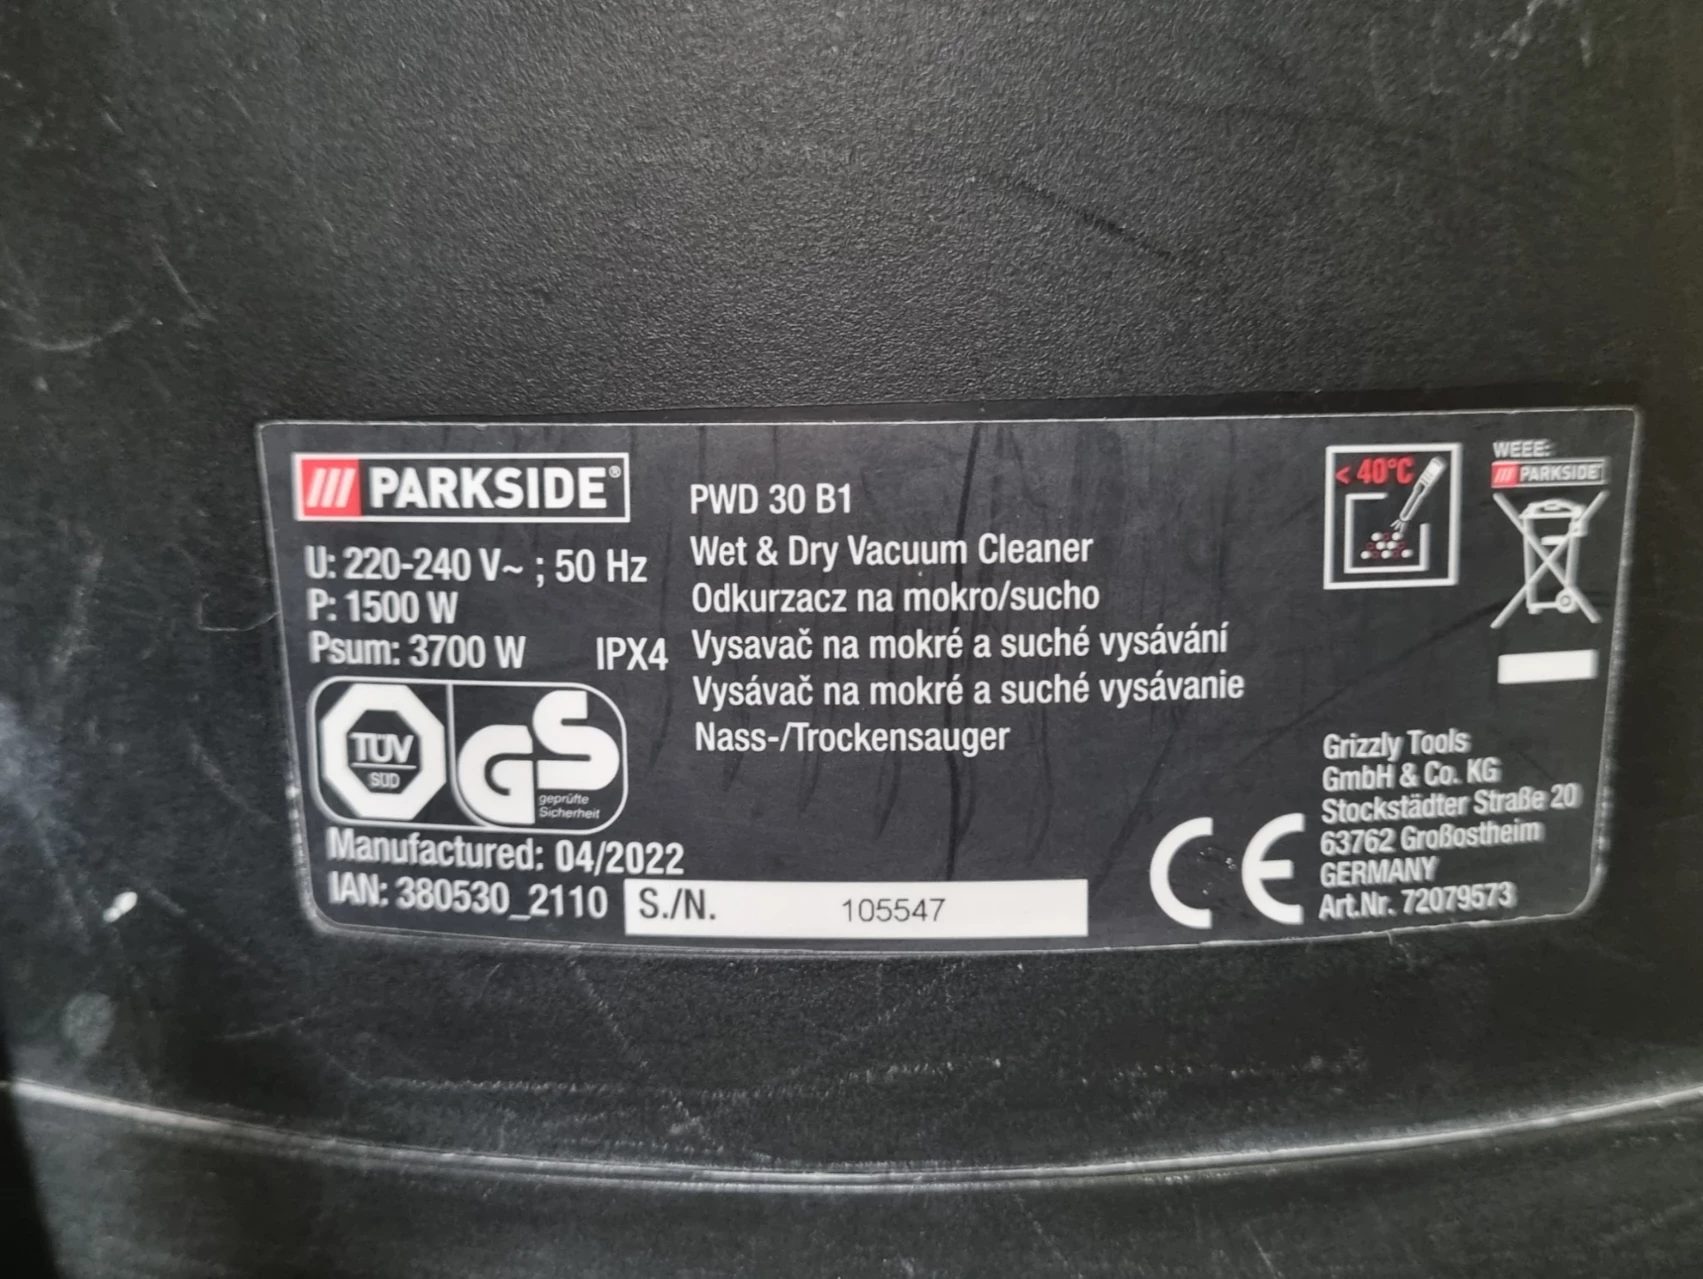 PARKSIDE®
U: 220-240 V~ ; 50 Hz
P: 1500 W
Psum: 3700 W
IPX4
TÜV
SÜD
GS
geprüfte
Sicherheit
Manufactured: 04/2022
IAN: 380530_2110
S./N. 105547
PWD 30 B1
Wet & Dry Vacuum Cleaner
Odkurzacz na mokro/sucho
Vysavač na mokré a suché vysávání
Vysávač na mokré a suché vysávanie
Nass-/Trockensauger
< 40°C
WEEE:
PARKSIDE
CE
Grizzly Tools
GmbH & Co. KG
Stockstädter Straße 20
63762 Großostheim
GERMANY
Art.Nr. 72079573